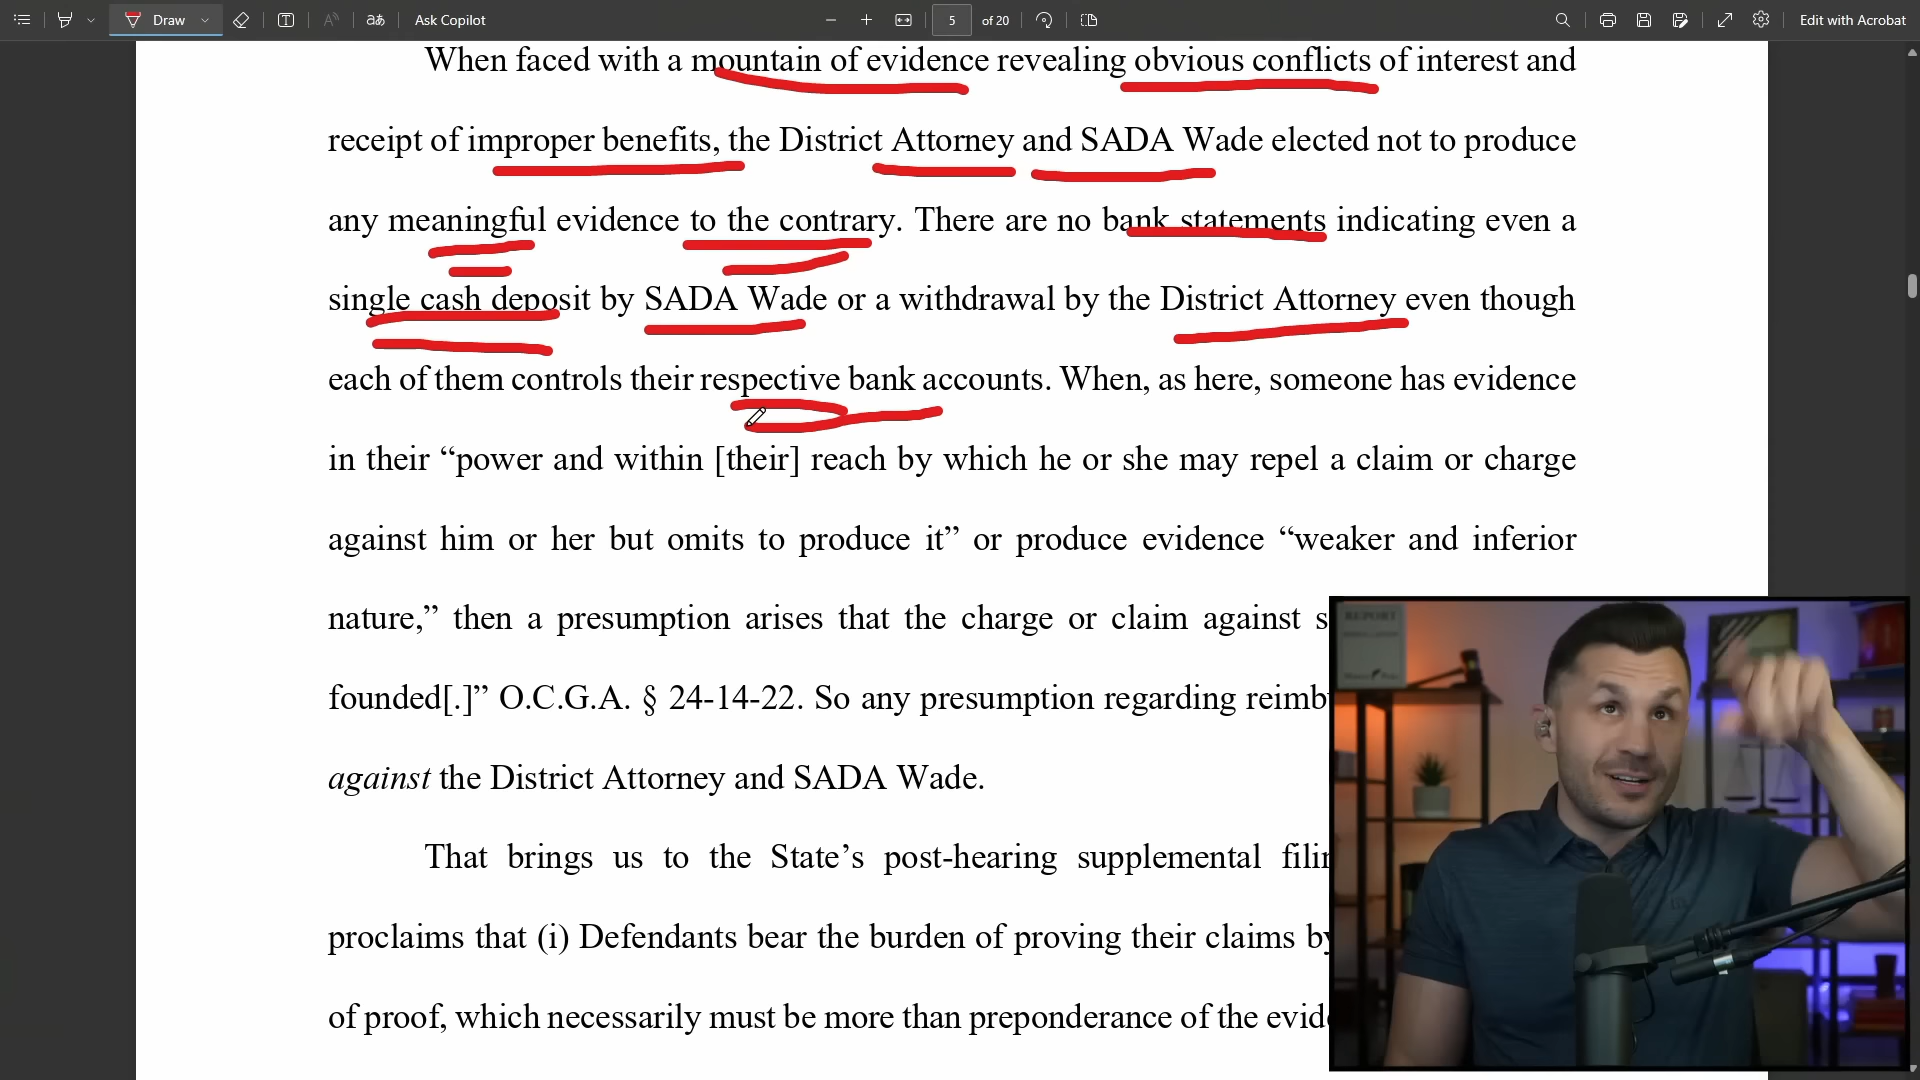 Draw
Ask Copilot
5
of 20
Edit with Acrobat
When faced with a mountain of evidence revealing obvious conflicts of interest and
receipt of improper benefits, the District Attorney and SADA Wade elected not to produce
any meaningful evidence to the contrary. There are no bank statements indicating even a
single cash deposit by SADA Wade or a withdrawal by the District Attorney even though
each of them controls their respective bank accounts. When, as here, someone has evidence
in their “power and within [their] reach by which he or she may repel a claim or charge
against him or her but omits to produce it” or produce evidence “weaker and inferior
nature,” then a presumption arises that the charge or claim against
founded[.]” O.C.G.A. § 24-14-22. So any presumption regarding
against the District Attorney and SADA Wade.
That brings us to the State’s post-hearing supplemental
proclaims that (i) Defendants bear the burden of proving their claims
of proof, which necessarily must be more than preponderance of the
REPORT